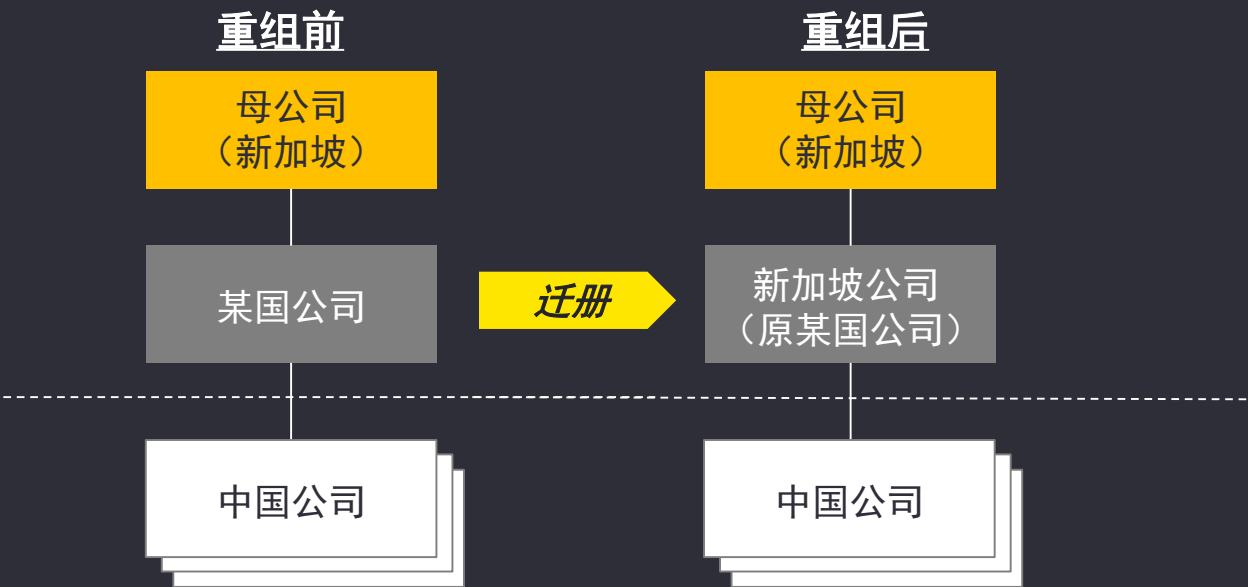 重组前
重组后
母公司
（新加坡）
母公司
（新加坡）
某国公司
迁册
新加坡公司
（原某国公司）
中国公司
中国公司